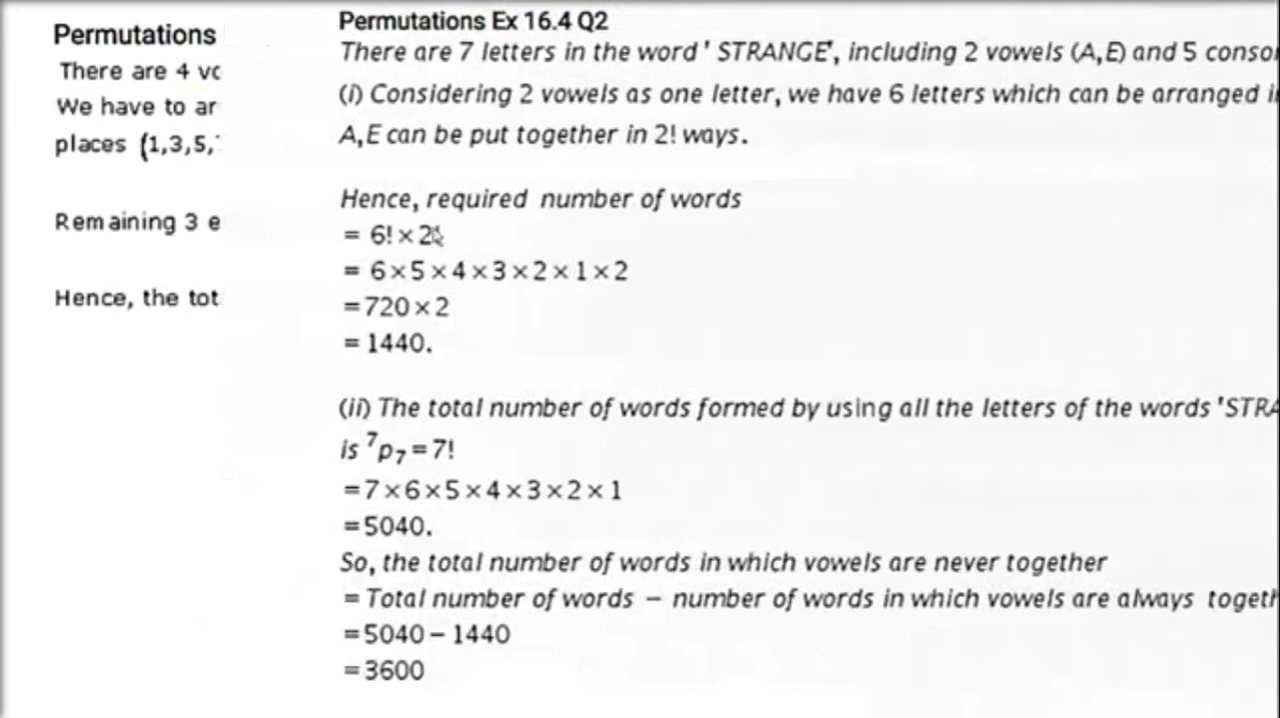 Permutations
There are 4 vc
We have to ar
places (1,3,5,
Remaining 3 e
Hence, the tot
Permutations Ex 16.4 Q2
There are 7 letters in the word ' STRANGE', including 2 vowels (A,E) and 5 conso
(i) Considering 2 vowels as one letter, we have 6 letters which can be arranged i
A,E can be put together in 2! ways.
Hence, required number of words
= 6! × 2
= 6×5×4×3×2×1×2
=720×2
= 1440.
(ii) The total number of words formed by using all the letters of the words 'STRA
is ⁷p₇ = 7!
=7×6×5×4×3×2×1
=5040.
So, the total number of words in which vowels are never together
= Total number of words – number of words in which vowels are always togeth
=5040 – 1440
=3600